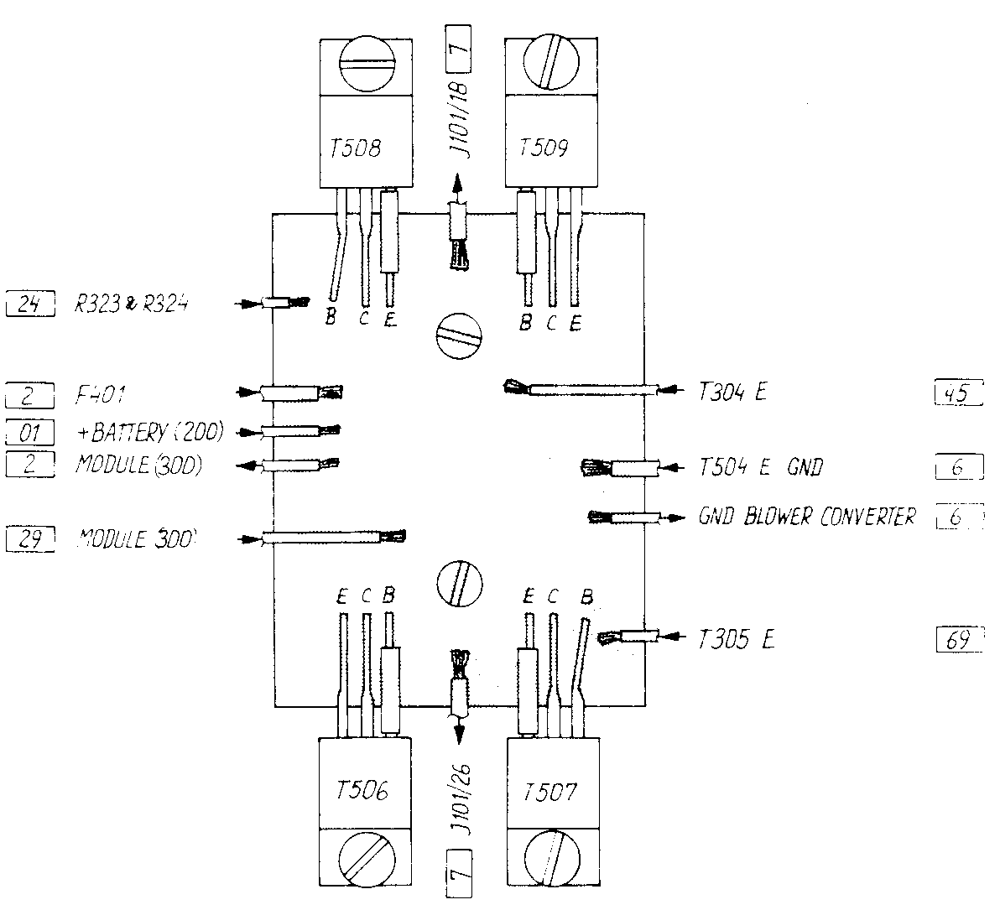 7
J101/18
T508
T509
B C E
B C E
24 R323 & R324
2 F401
01 +BATTERY (200)
2 MODULE (300)
29 MODULE 300
T304 E 45
T504 E GND 6
GND BLOWER CONVERTER 6
T305 E 69
E C B
E C B
T506
T507
J101/26
7